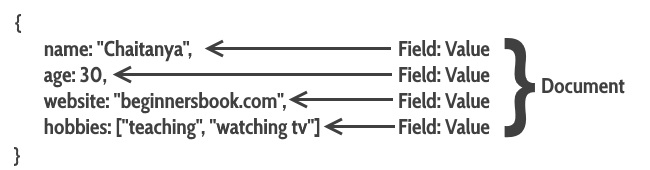 {
name: "Chaitanya", Field: Value
age: 30, Field: Value
website: "beginnersbook.com", Field: Value
hobbies: ["teaching", "watching tv"] Field: Value
} Document
}